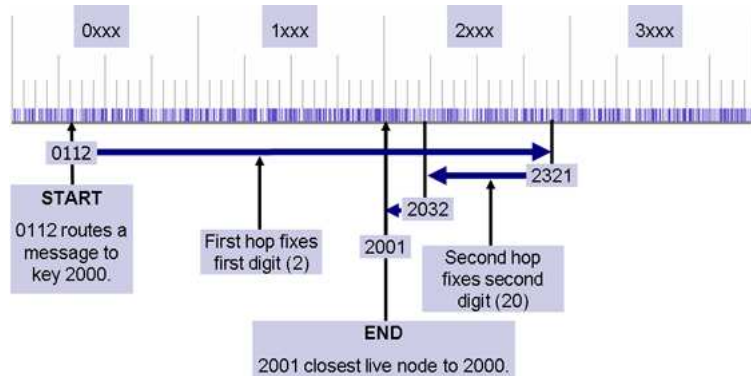 0xxx
1xxx
2xxx
3xxx
0112
2321
START
0112 routes a
message to
key 2000.
2032
First hop fixes
first digit (2)
2001
Second hop
fixes second
digit (20)
END
2001 closest live node to 2000.